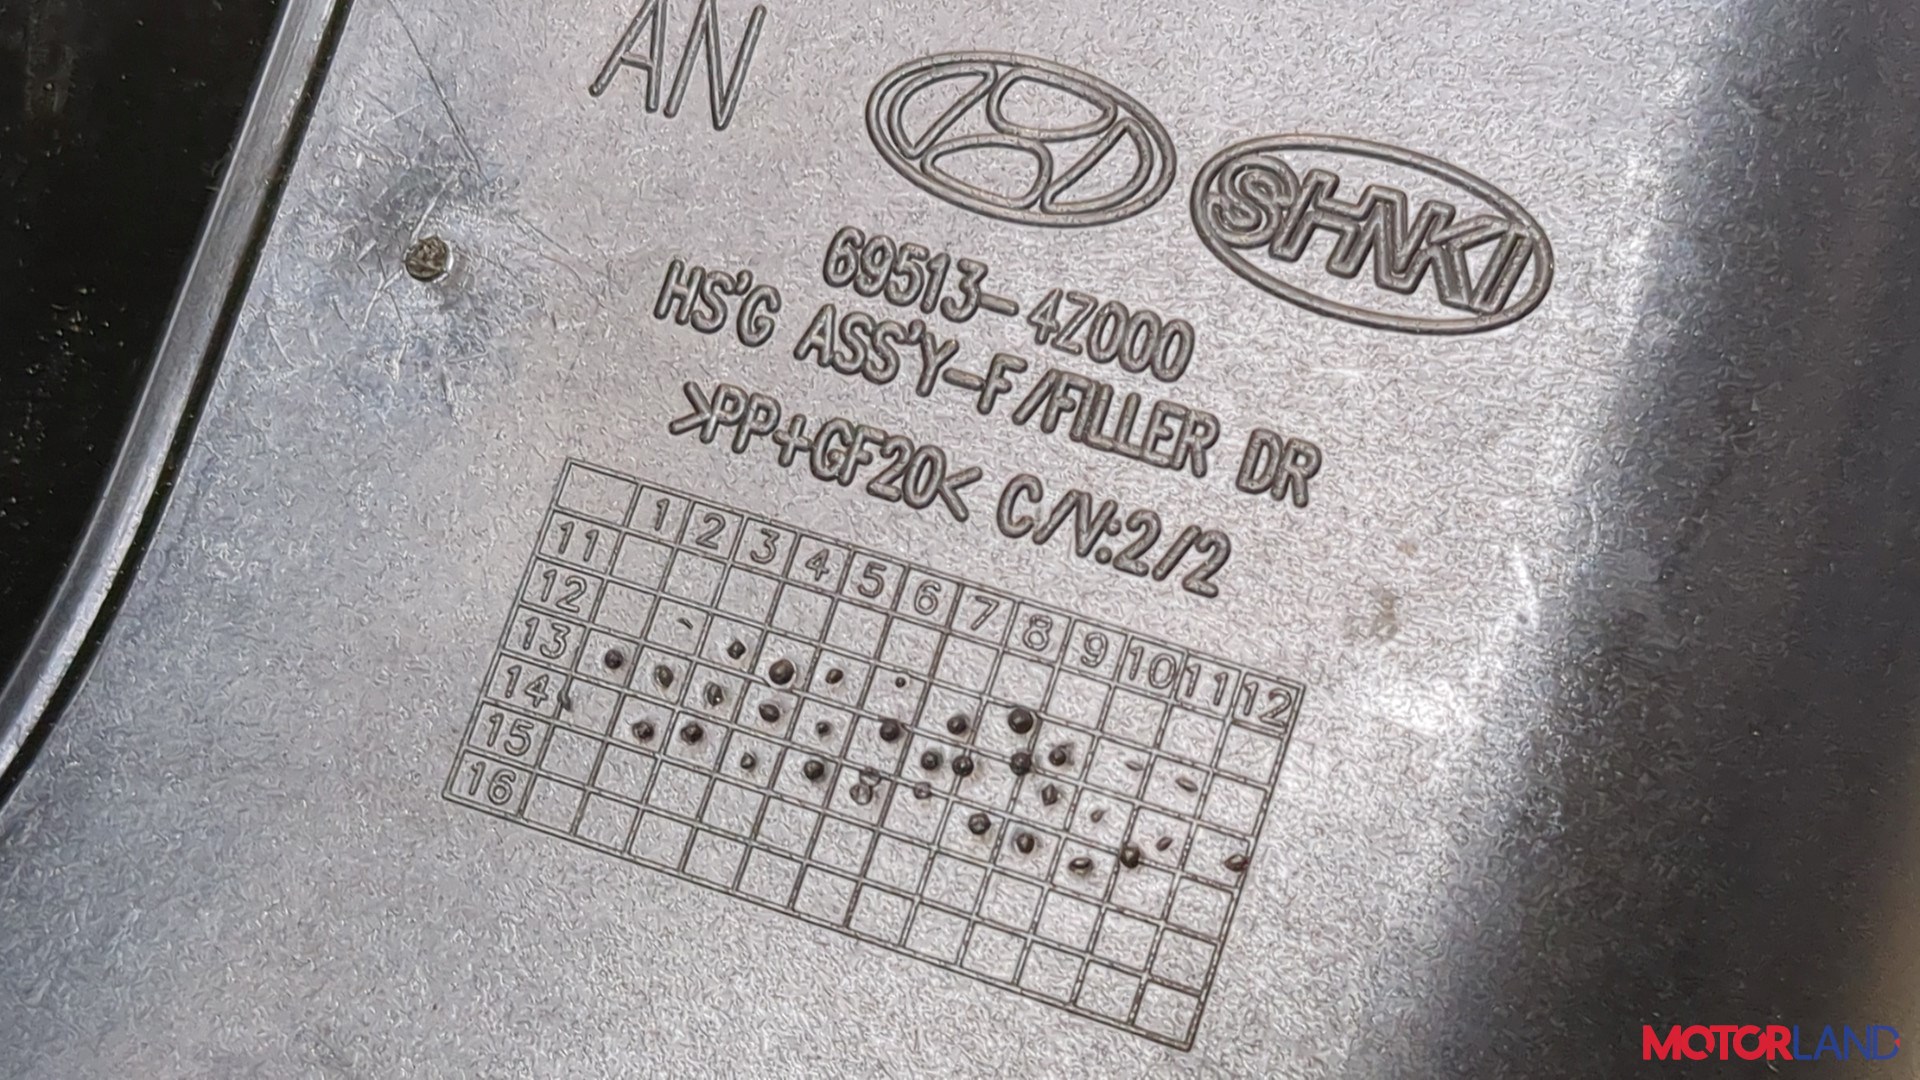 AN
SHNKI
69513-4Z000
HS'G ASS'Y-F/FILLER DR
>PP+GF20< C/V:2/2
1 2 3 4 5 6 7 8 9 10 11 12
11
12
13
14
15
16
MOTORLAND